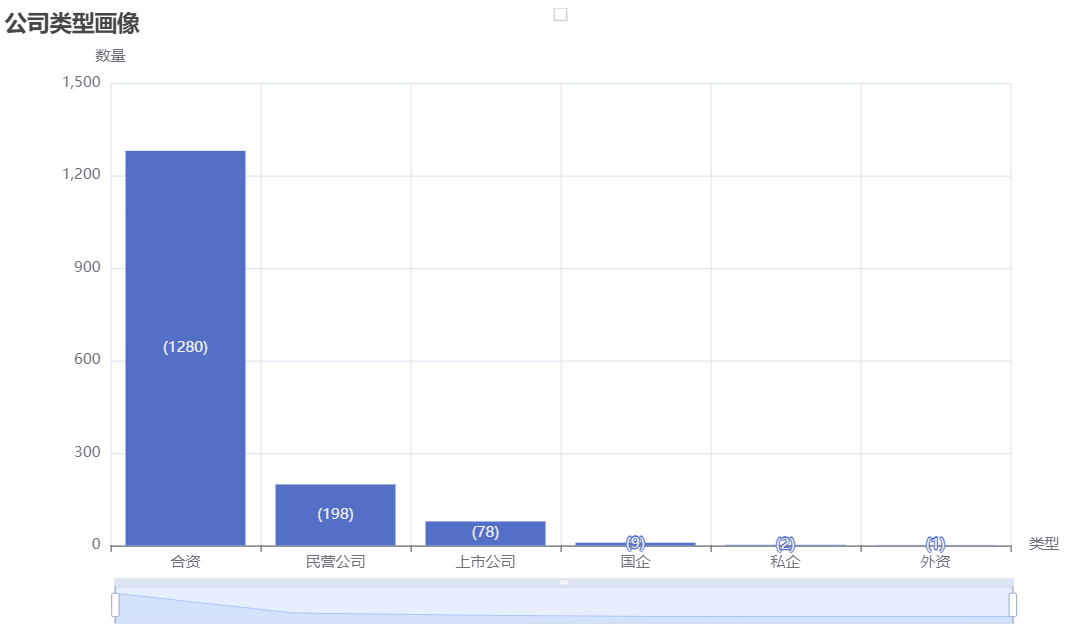 公司类型画像
数量
1,500
1,200
900
600
300
0
(1280)
(198)
(78)
(9)
(2)
(1)
合资
民营公司
上市公司
国企
私企
外资
类型